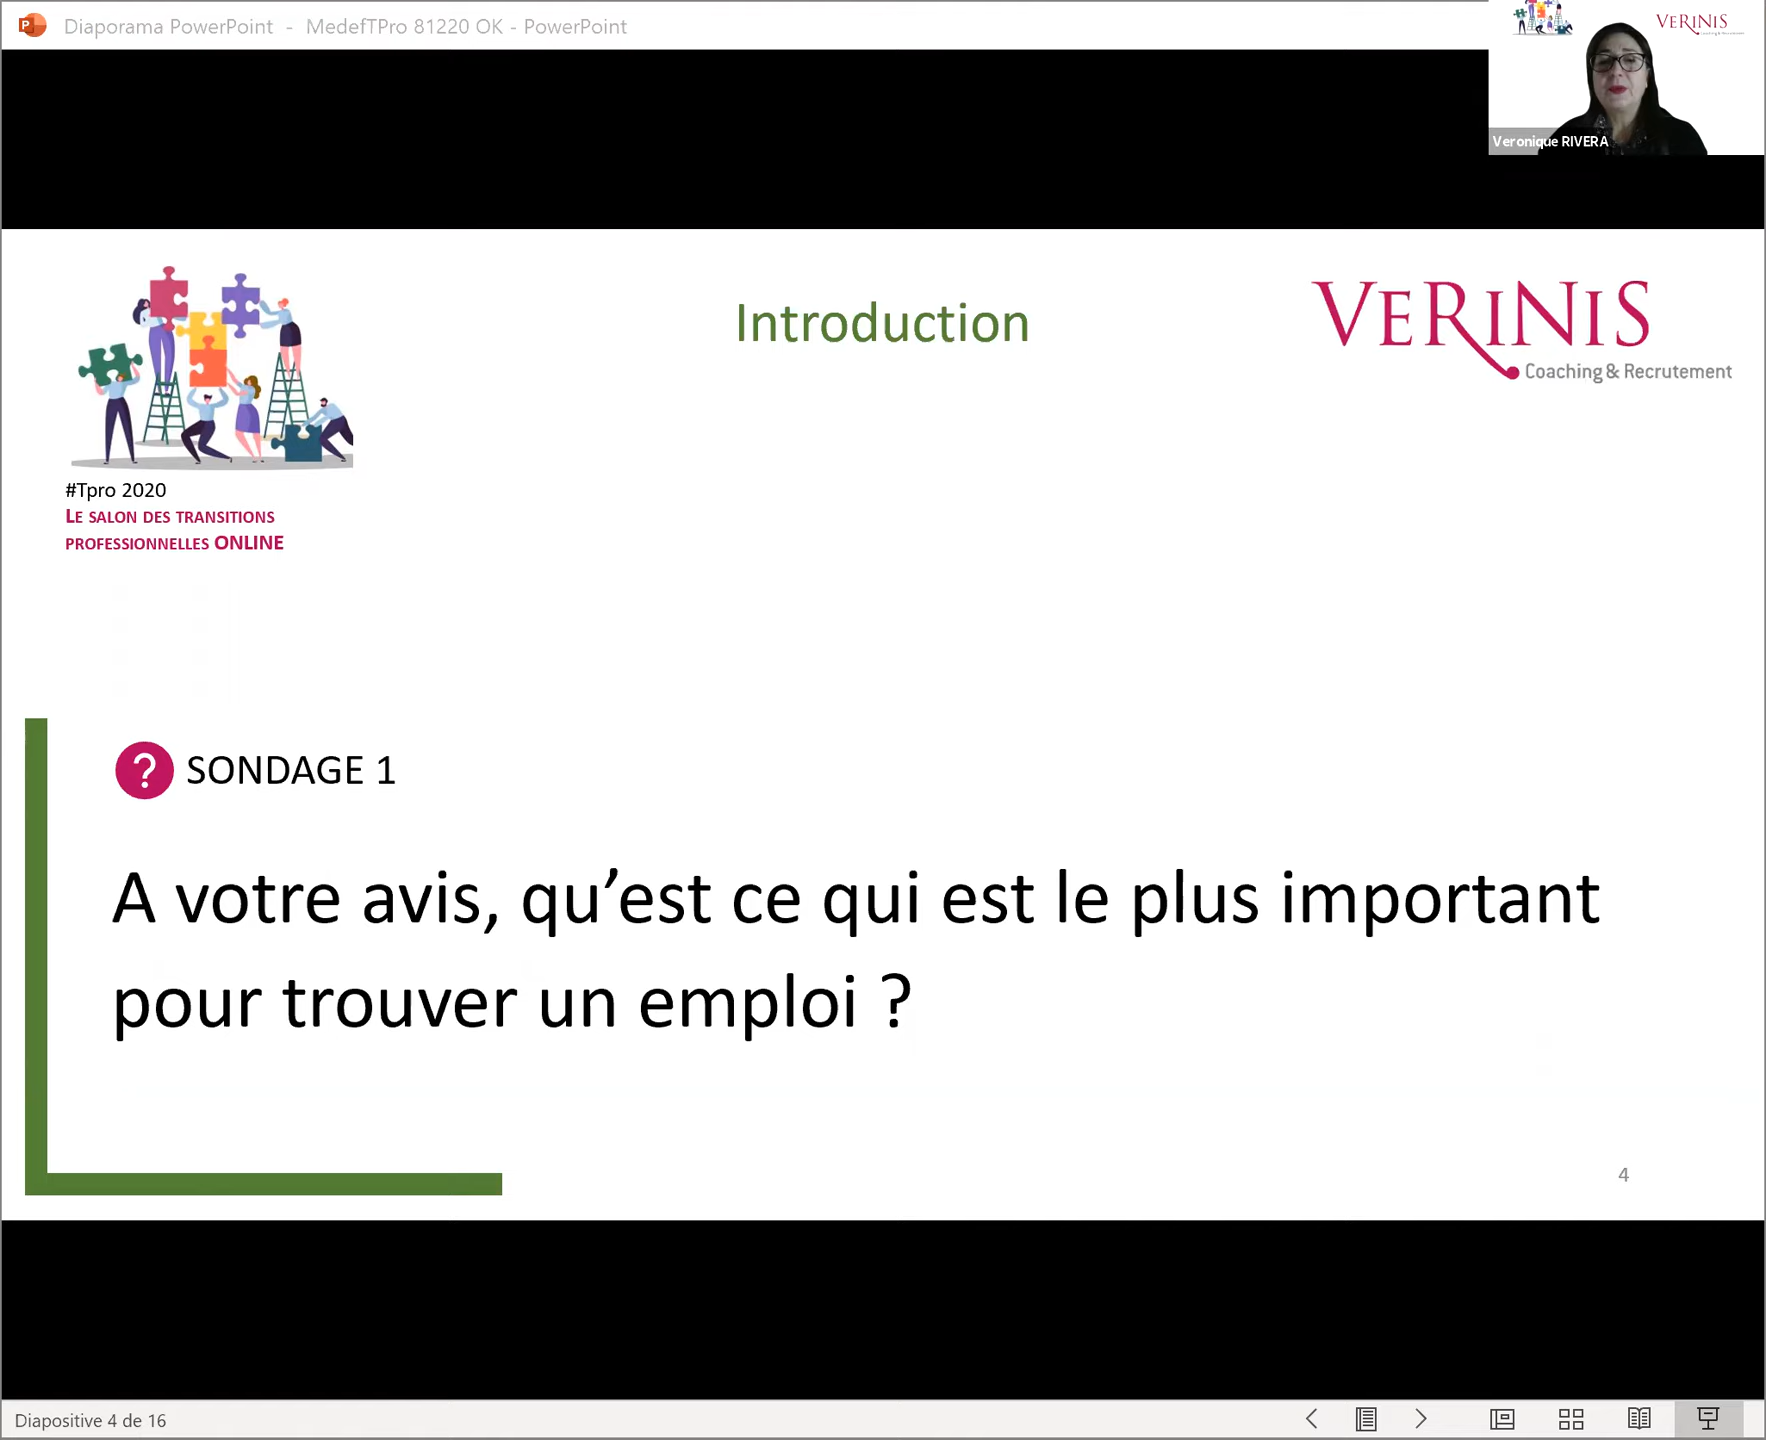 Diaporama PowerPoint - MedefTPro 81220 OK - PowerPoint
VERINIS
Veronique RIVERA
Introduction
VERINIS
Coaching & Recrutement
#Tpro 2020
LE SALON DES TRANSITIONS
PROFESSIONNELLES ONLINE
? SONDAGE 1
A votre avis, qu’est ce qui est le plus important
pour trouver un emploi ?
4
Diapositive 4 de 16